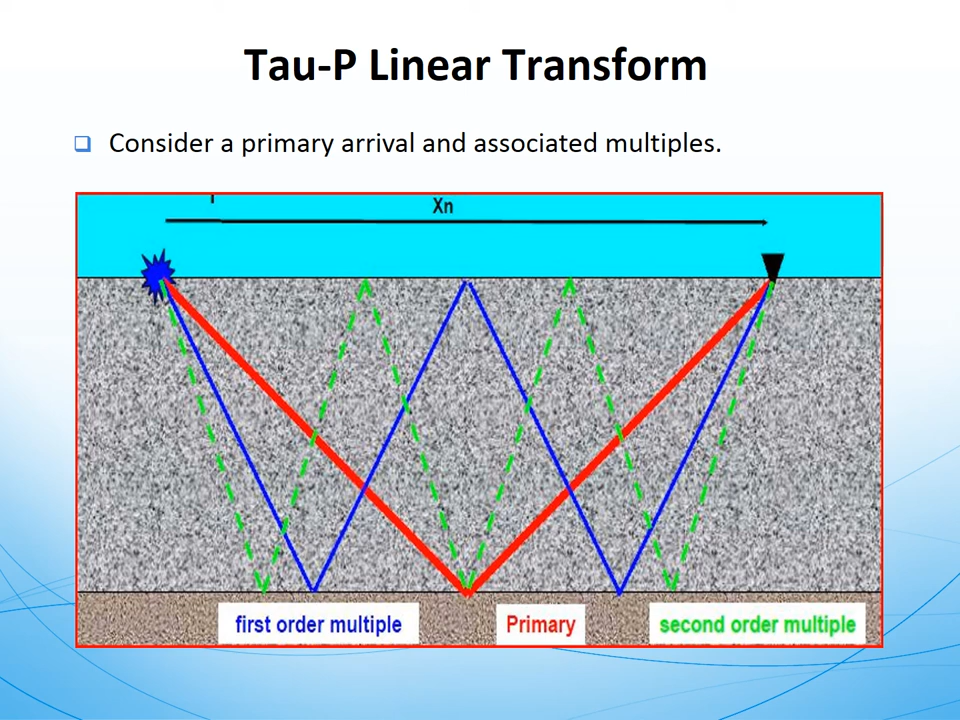 Tau-P Linear Transform
Consider a primary arrival and associated multiples.
Xn
first order multiple
Primary
second order multiple